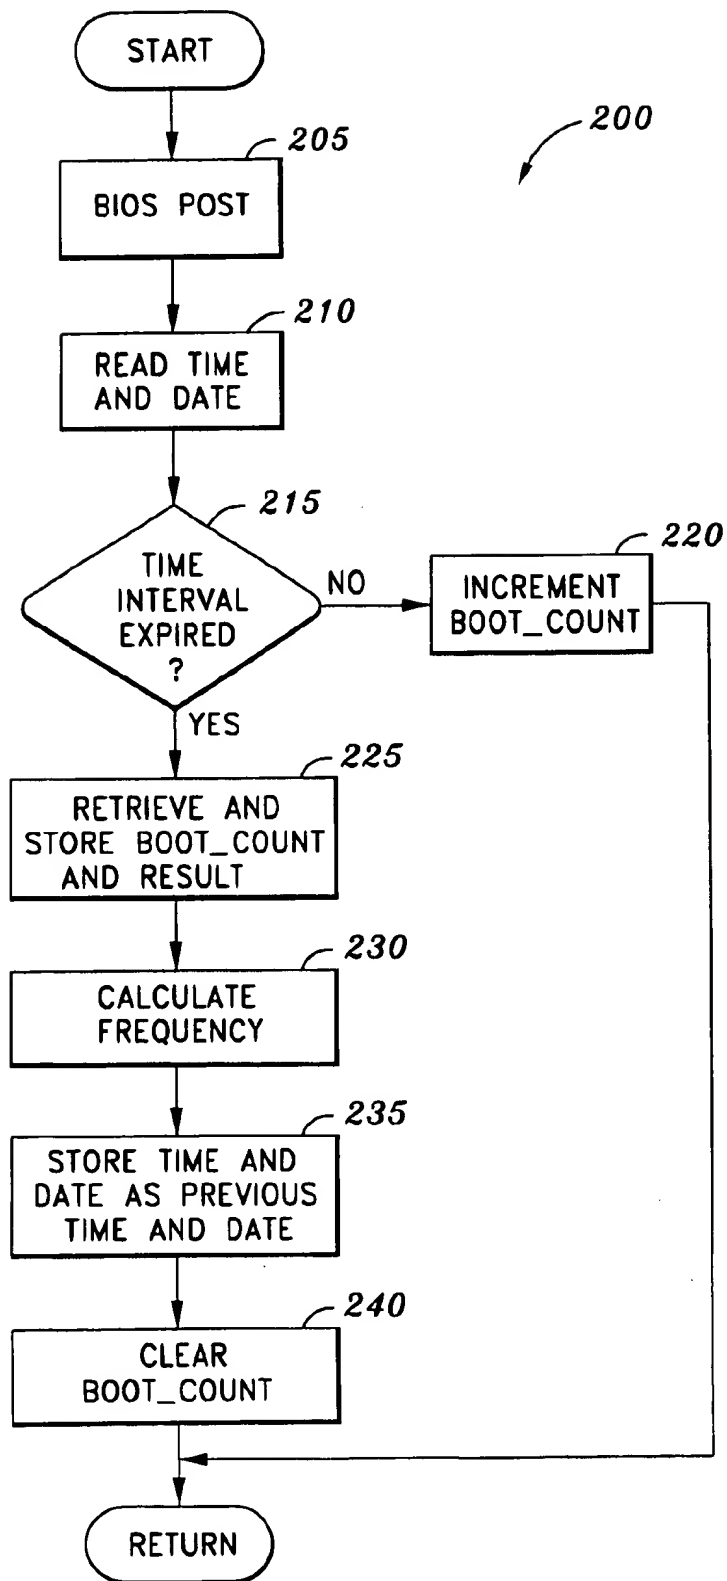 START
200
205
BIOS POST
210
READ TIME
AND DATE
215
TIME
INTERVAL
EXPIRED
?
NO
220
INCREMENT
BOOT_COUNT
YES
225
RETRIEVE AND
STORE BOOT_COUNT
AND RESULT
230
CALCULATE
FREQUENCY
235
STORE TIME AND
DATE AS PREVIOUS
TIME AND DATE
240
CLEAR
BOOT_COUNT
RETURN